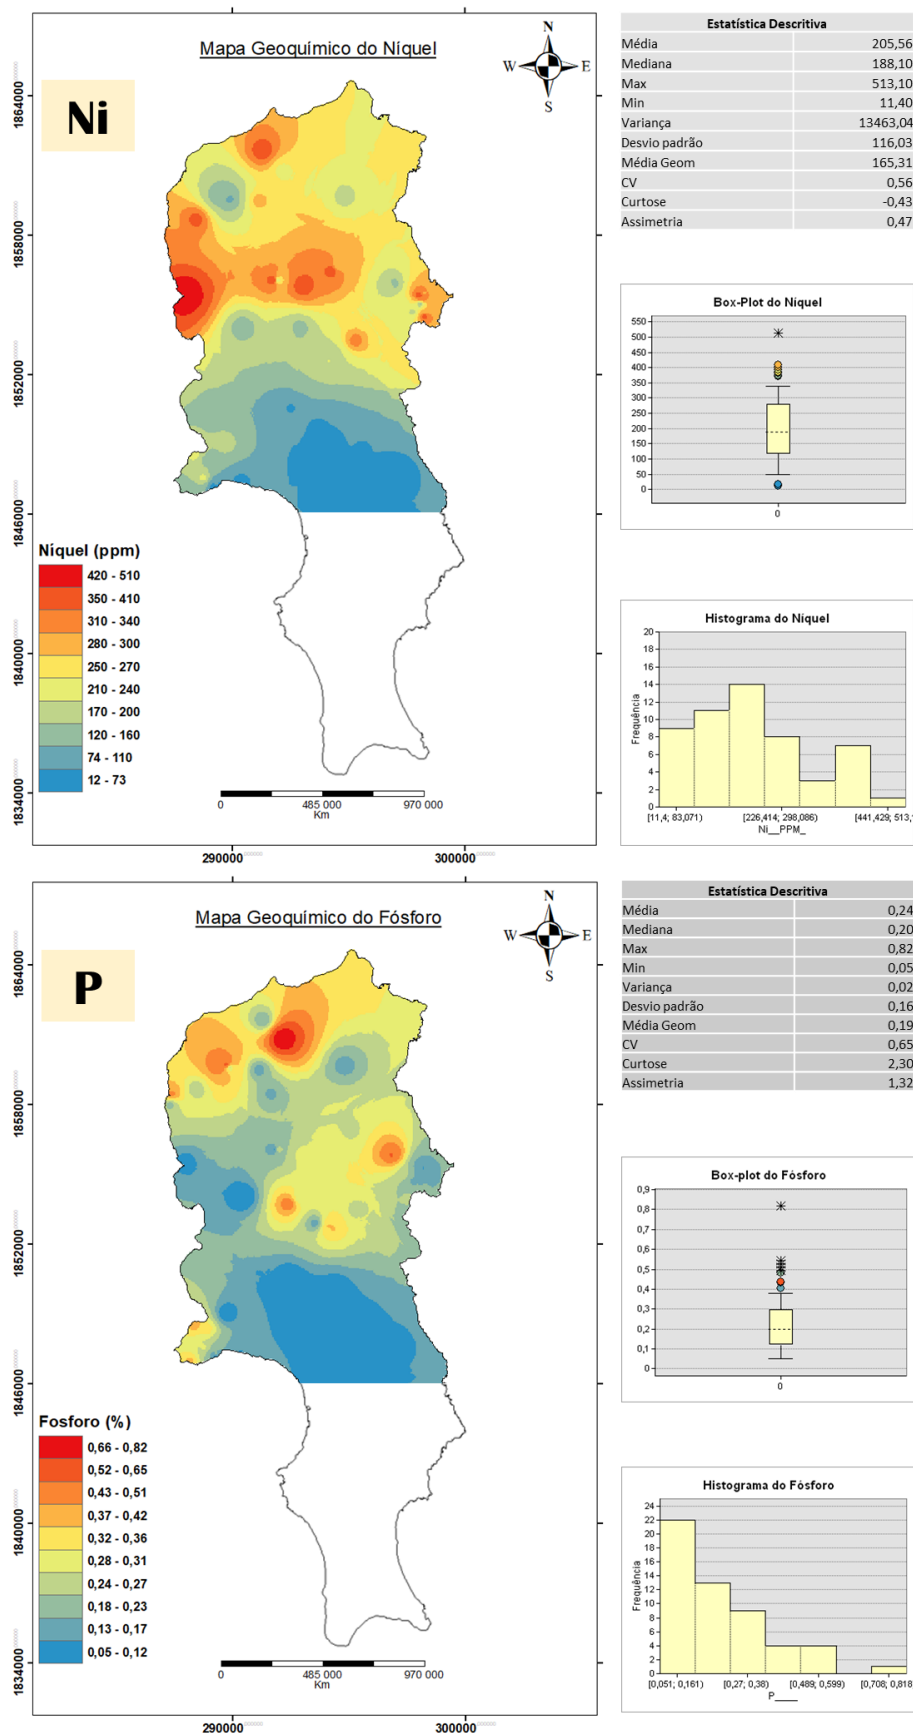 Mapa Geoquímico do Níquel
Ni
N
W E
S
1864000
1858000
1852000
1846000
1840000
1834000
Níquel (ppm)
420 - 510
350 - 410
310 - 340
280 - 300
250 - 270
210 - 240
170 - 200
120 - 160
74 - 110
12 - 73
0 485 000 970 000
Km
290000 300000
Estatística Descritiva
Média 205,56
Mediana 188,10
Max 513,10
Min 11,40
Variança 13463,04
Desvio padrão 116,03
Média Geom 165,31
CV 0,56
Curtose -0,43
Assimetria 0,47
Box-Plot do Níquel
550
500
450
400
350
300
250
200
150
100
50
0
0
Histograma do Níquel
Frequência
20
18
16
14
12
10
8
6
4
2
0
[11,4; 83,071) [226,414; 298,086) [441,429; 513,
Ni__PPM_
Mapa Geoquímico do Fósforo
P
N
W E
S
1864000
1858000
1852000
1846000
1840000
1834000
Fosforo (%)
0,66 - 0,82
0,52 - 0,65
0,43 - 0,51
0,37 - 0,42
0,32 - 0,36
0,28 - 0,31
0,24 - 0,27
0,18 - 0,23
0,13 - 0,17
0,05 - 0,12
0 485 000 970 000
Km
290000 300000
Estatística Descritiva
Média 0,24
Mediana 0,20
Max 0,82
Min 0,05
Variança 0,02
Desvio padrão 0,16
Média Geom 0,19
CV 0,65
Curtose 2,30
Assimetria 1,32
Box-plot do Fósforo
0,9
0,8
0,7
0,6
0,5
0,4
0,3
0,2
0,1
0
0
Histograma do Fósforo
Frequência
24
22
20
18
16
14
12
10
8
6
4
2
0
[0,051; 0,161) [0,27; 0,38) [0,489; 0,599) [0,708; 0,818
P____